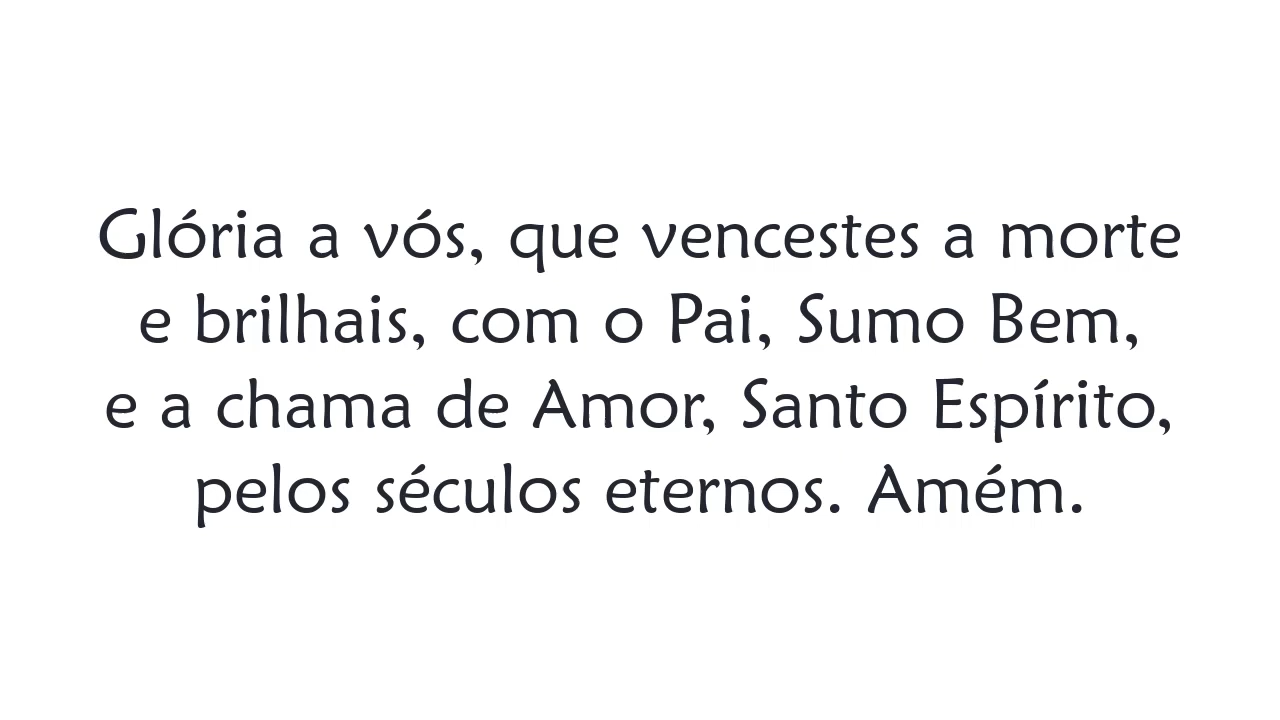 Glória a vós, que vencestes a morte
e brilhais, com o Pai, Sumo Bem,
e a chama de Amor, Santo Espírito,
pelos séculos eternos. Amém.